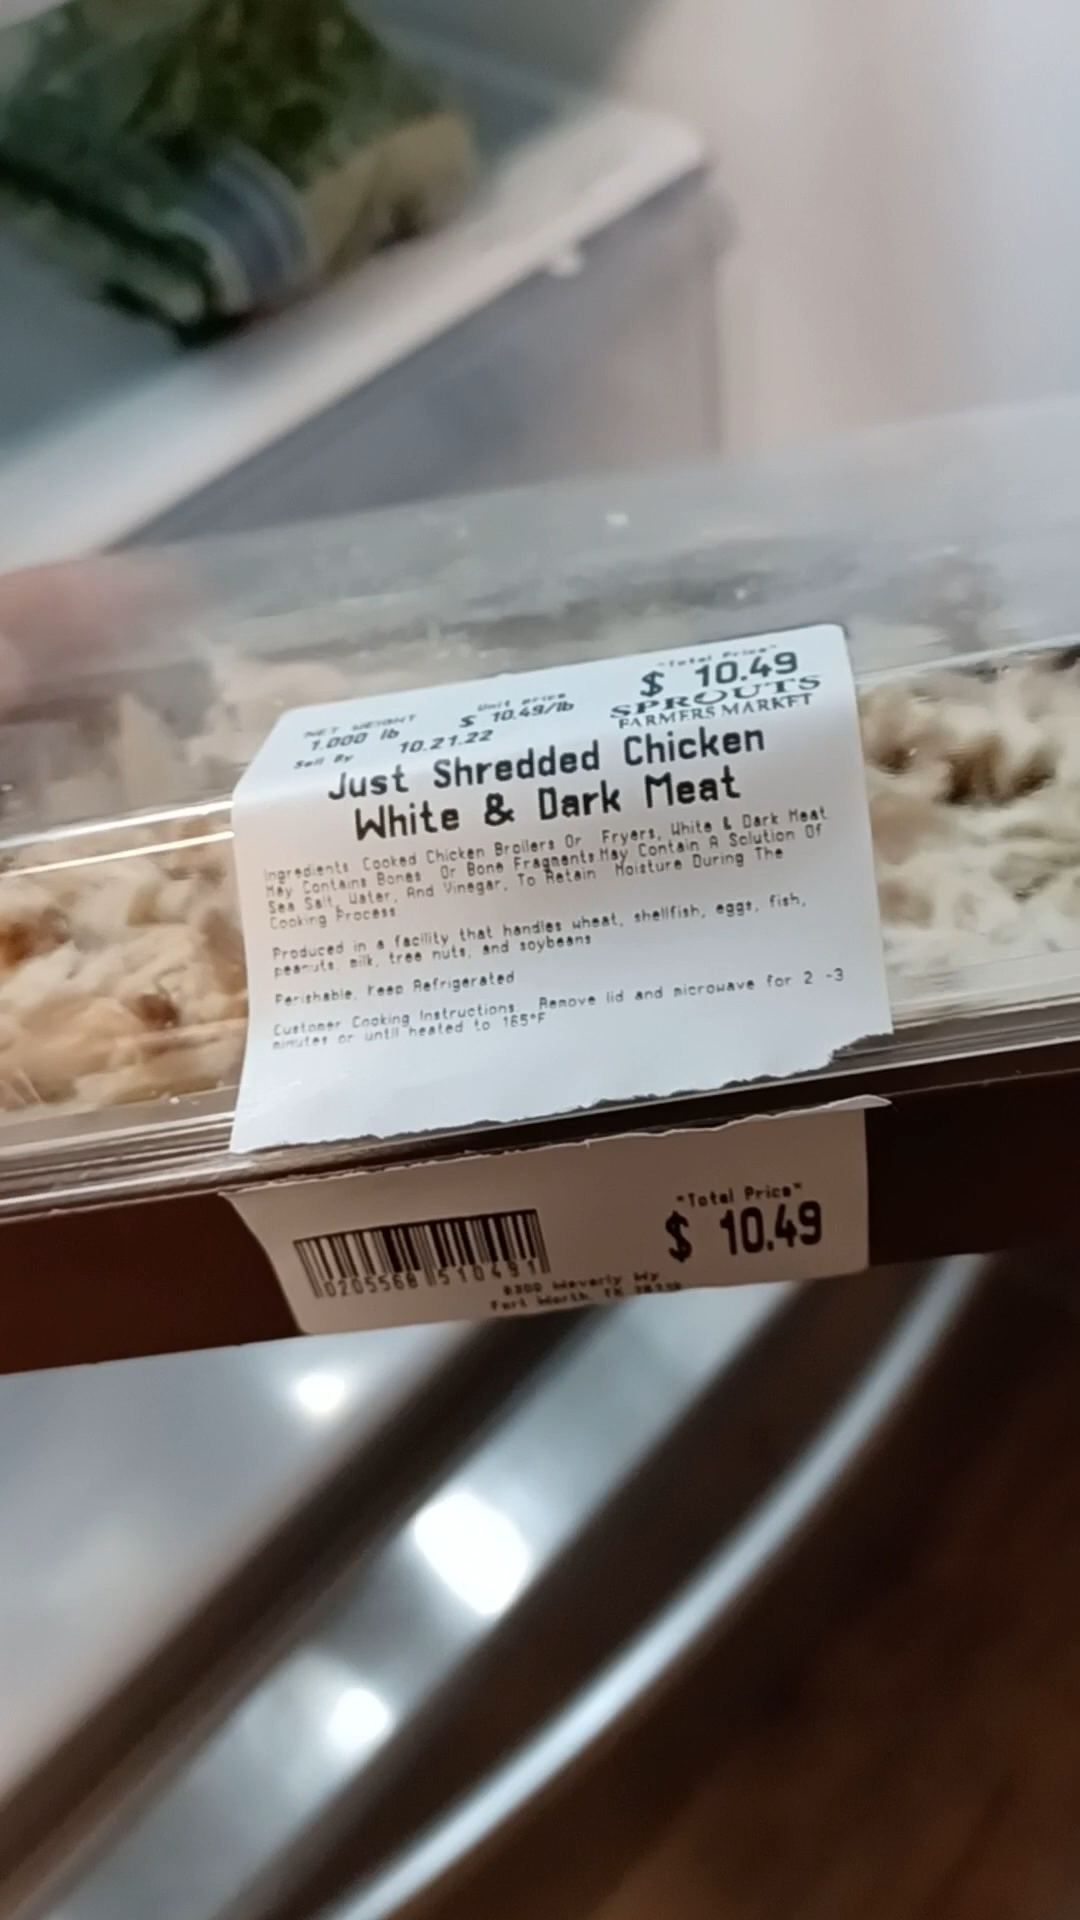 "Total Price"
$ 10.49
NET WEIGHT
Unit price
1.000 lb
$ 10.49/lb
SPROUTS
FARMERS MARKET
Sell By
10.21.22
Just Shredded Chicken
White & Dark Meat
Ingredients Cooked Chicken Broilers Or Fryers, White & Dark Meat
May Contains Bones Or Bone Fragments.May Contain A Solution Of
Sea Salt, Water, And Vinegar, To Retain Moisture During The
Cooking Process
Produced in a facility that handles wheat, shellfish, eggs, fish,
peanuts, milk, tree nuts, and soybeans
Perishable, Keep Refrigerated
Customer Cooking Instructions Remove lid and microwave for 2 -3
minutes or until heated to 165°F
"Total Price"
$ 10.49
0205568 510491
Fort Worth, TX